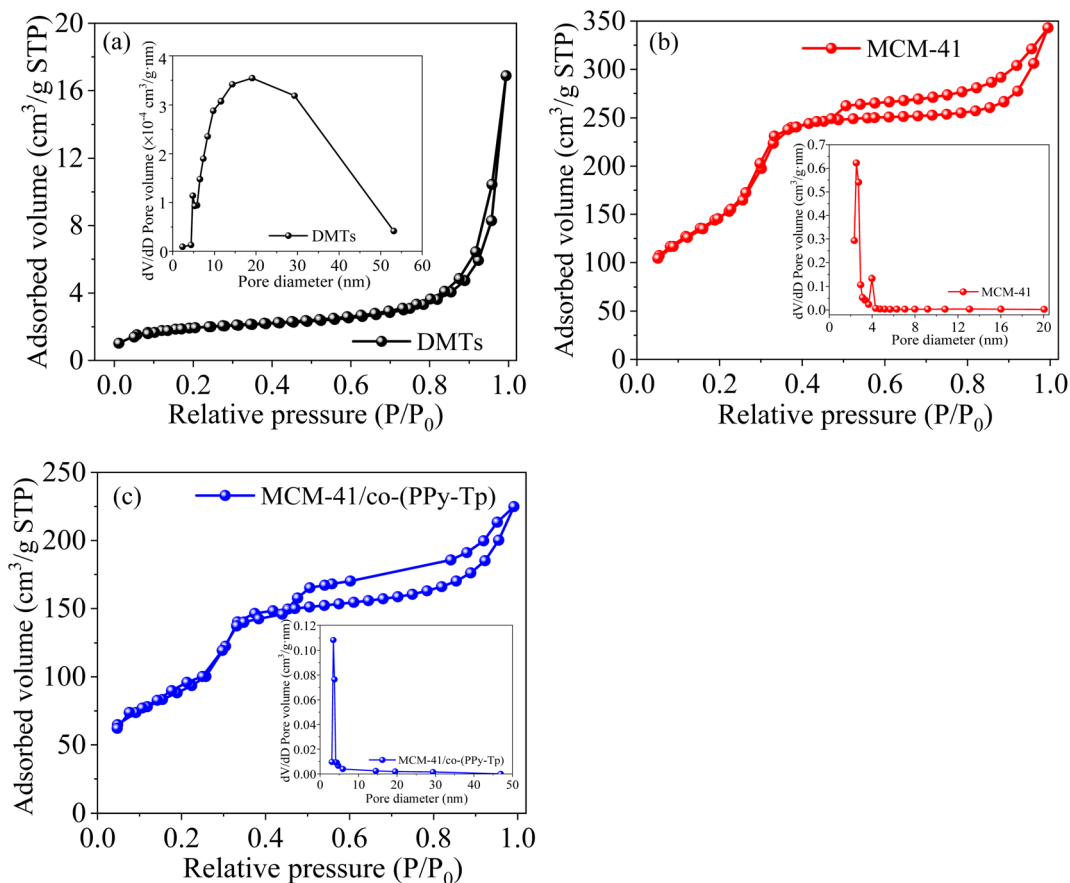 (a)
DMTs
Adsorbed volume (cm³/g STP)
20
16
12
8
4
0
0.0 0.2 0.4 0.6 0.8 1.0
Relative pressure (P/P₀)
dV/dD Pore volume (×10⁻⁴ cm³/g·nm)
4
3
2
1
0
0 10 20 30 40 50 60
Pore diameter (nm)
DMTs
(b)
MCM-41
Adsorbed volume (cm³/g STP)
350
300
250
200
150
100
50
0
0.0 0.2 0.4 0.6 0.8 1.0
Relative pressure (P/P₀)
dV/dD Pore volume (cm³/g·nm)
0.7
0.6
0.5
0.4
0.3
0.2
0.1
0.0
0 4 8 12 16 20
Pore diameter (nm)
MCM-41
(c)
MCM-41/co-(PPy-Tp)
Adsorbed volume (cm³/g STP)
250
200
150
100
50
0
0.0 0.2 0.4 0.6 0.8 1.0
Relative pressure (P/P₀)
dV/dD Pore volume (cm³/g·nm)
0.12
0.10
0.08
0.06
0.04
0.02
0.00
0 10 20 30 40 50
Pore diameter (nm)
MCM-41/co-(PPy-Tp)